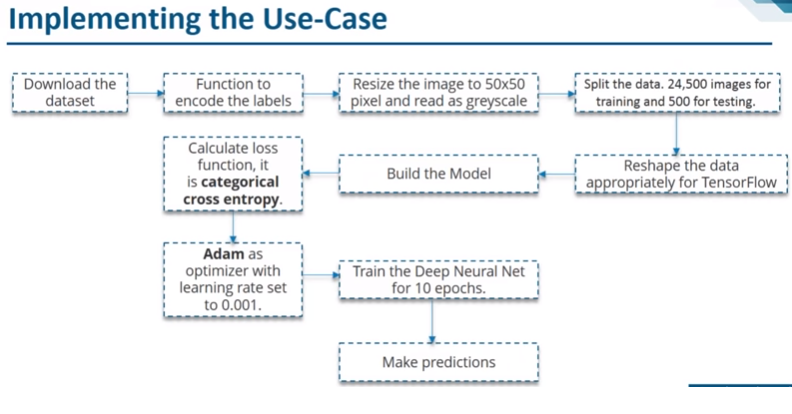 Implementing the Use-Case
Download the
dataset
Function to
encode the labels
Resize the image to 50x50
pixel and read as greyscale
Split the data. 24,500 images for
training and 500 for testing.
Reshape the data
appropriately for TensorFlow
Build the Model
Calculate loss
function, it
is categorical
cross entropy.
Adam as
optimizer with
learning rate set
to 0.001.
Train the Deep Neural Net
for 10 epochs.
Make predictions